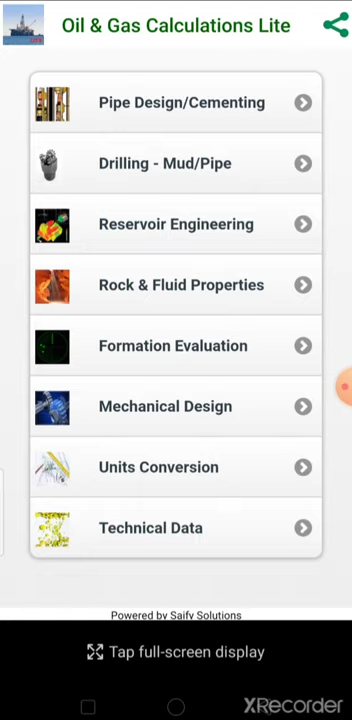 Oil & Gas Calculations Lite
Pipe Design/Cementing
Drilling - Mud/Pipe
Reservoir Engineering
Rock & Fluid Properties
Formation Evaluation
Mechanical Design
Units Conversion
Technical Data
Powered by Saify Solutions
Tap full-screen display
XRecorder